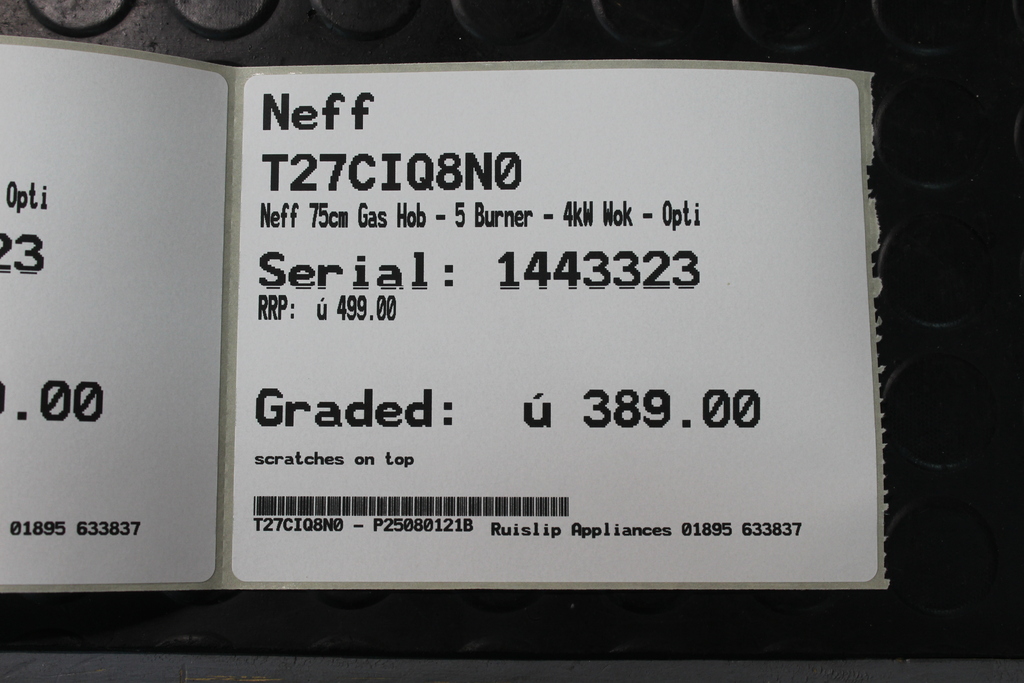 Opti
23
.00
01895 633837
Neff
T27CIQ8N0
Neff 75cm Gas Hob - 5 Burner - 4kW Wok - Opti
Serial: 1443323
RRP: ú 499.00
Graded: ú 389.00
scratches on top
T27CIQ8N0 - P25080121B Ruislip Appliances 01895 633837